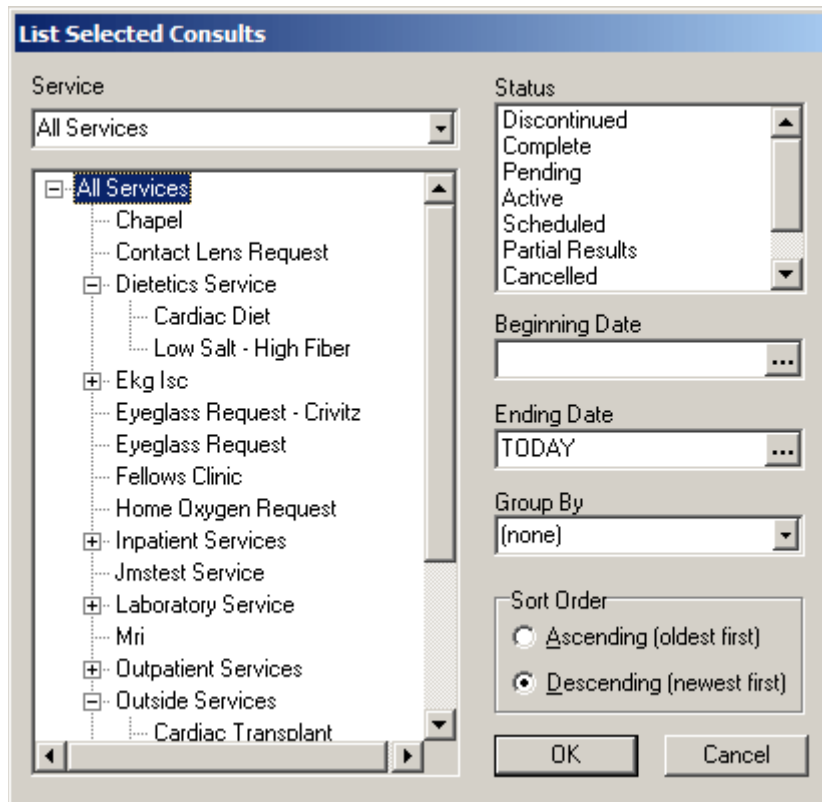 List Selected Consults
Service
All Services
All Services
Chapel
Contact Lens Request
Dietetics Service
Cardiac Diet
Low Salt - High Fiber
Ekg Isc
Eyeglass Request - Crivitz
Eyeglass Request
Fellows Clinic
Home Oxygen Request
Inpatient Services
Jmstest Service
Laboratory Service
Mri
Outpatient Services
Outside Services
Cardiac Transplant
Status
Discontinued
Complete
Pending
Active
Scheduled
Partial Results
Cancelled
Beginning Date
...
Ending Date
TODAY ...
Group By
(none)
Sort Order
Ascending (oldest first)
Descending (newest first)
OK Cancel